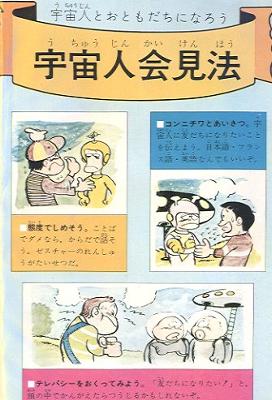 宇宙人とおともだちになろう
宇宙人会見法
■コンニチワとあいさつ。宇
宙人に友だちになりたいこと
を伝えよう。日本語・フラン
ス語・英語なんでもいいぞ。
■態度でしめそう。ことば
でダメなら、からだで話そ
う。ゼスチャーのれんしゅ
うがたいせつだ。
■テレパシーをおくってみよう。「友だちになりたい！」と、
頭の中でかんがえたらつうじるかもしれないぞ。